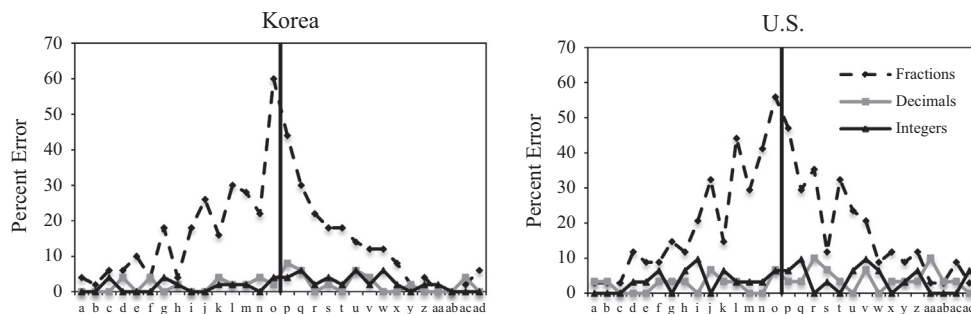 Korea
Percent Error
70
60
50
40
30
20
10
0
a b c d e f g h i j k l m n o p q r s t u v w x y z aa ab ac ad
U.S.
Percent Error
70
60
50
40
30
20
10
0
a b c d e f g h i j k l m n o p q r s t u v w x y z aa ab ac ad
Fractions
Decimals
Integers